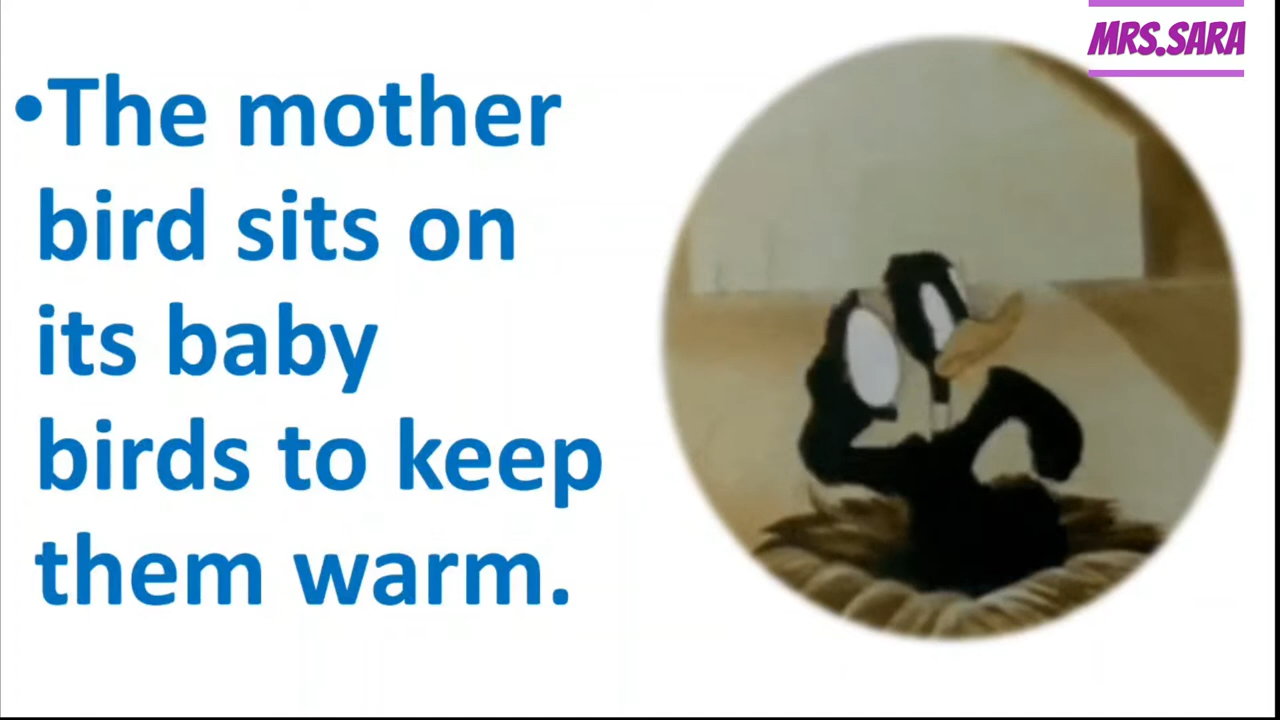 MRS.SARA
•The mother
bird sits on
its baby
birds to keep
them warm.